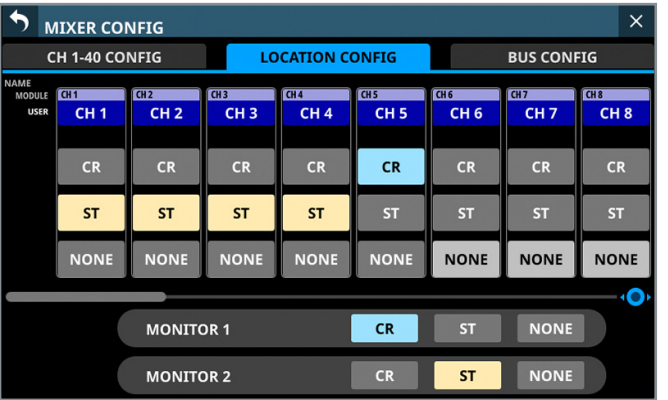 MIXER CONFIG
CH 1-40 CONFIG LOCATION CONFIG BUS CONFIG
NAME
MODULE CH 1 CH 2 CH 3 CH 4 CH 5 CH 6 CH 7 CH 8
USER CH 1 CH 2 CH 3 CH 4 CH 5 CH 6 CH 7 CH 8
CR CR CR CR CR CR CR CR
ST ST ST ST ST ST ST ST
NONE NONE NONE NONE NONE NONE NONE NONE
MONITOR 1 CR ST NONE
MONITOR 2 CR ST NONE